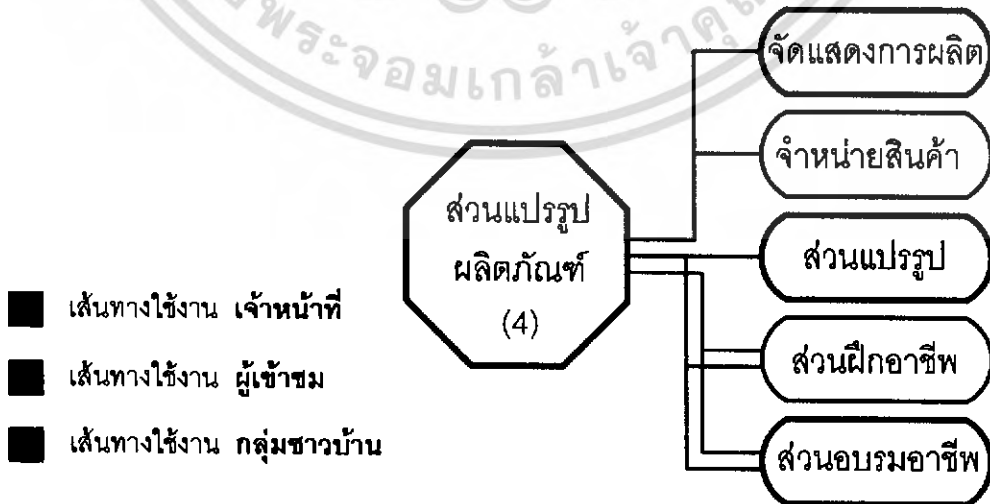 พระจอมเกล้าเจ้าคุณ
จัดแสดงการผลิต
จำหน่ายสินค้า
ส่วนแปรรูป
ผลิตภัณฑ์
(4)
ส่วนแปรรูป
ส่วนฝึกอาชีพ
ส่วนอบรมอาชีพ
เส้นทางใช้งาน เจ้าหน้าที่
เส้นทางใช้งาน ผู้เข้าชม
เส้นทางใช้งาน กลุ่มชาวบ้าน